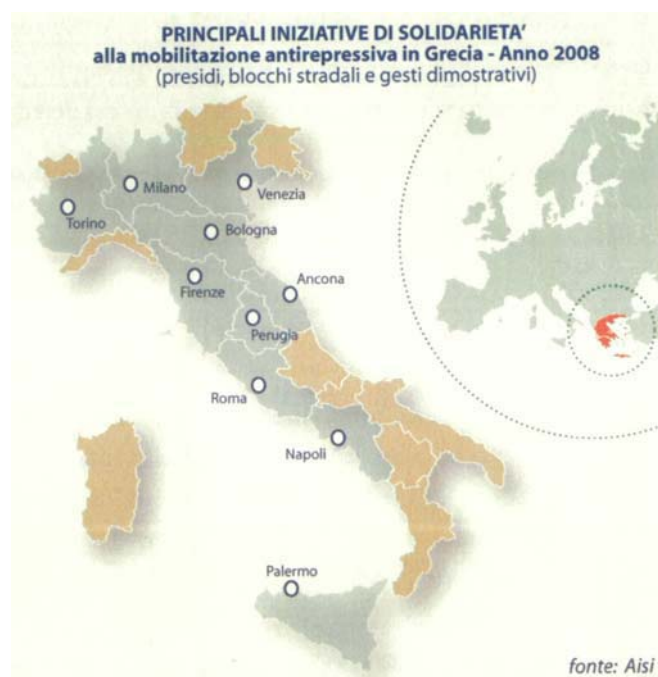 PRINCIPALI INIZIATIVE DI SOLIDARIETA'
alla mobilitazione antirepressiva in Grecia - Anno 2008
(presidi, blocchi stradali e gesti dimostrativi)
Milano
Venezia
Torino
Bologna
Ancona
Firenze
Perugia
Roma
Napoli
Palermo
fonte: Aisi